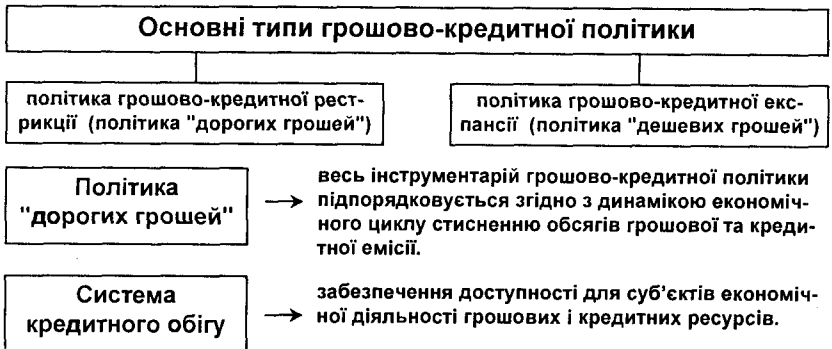 Основні типи грошово-кредитної політики
політика грошово-кредитної рест-
рикції (політика "дорогих грошей")
політика грошово-кредитної екс-
пансії (політика "дешевих грошей")
Політика
"дорогих грошей"
весь інструментарій грошово-кредитної політики
підпорядковується згідно з динамікою економіч-
ного циклу стисненню обсягів грошової та креди-
тної емісії.
Система
кредитного обігу
забезпечення доступності для суб'єктів економіч-
ної діяльності грошових і кредитних ресурсів.